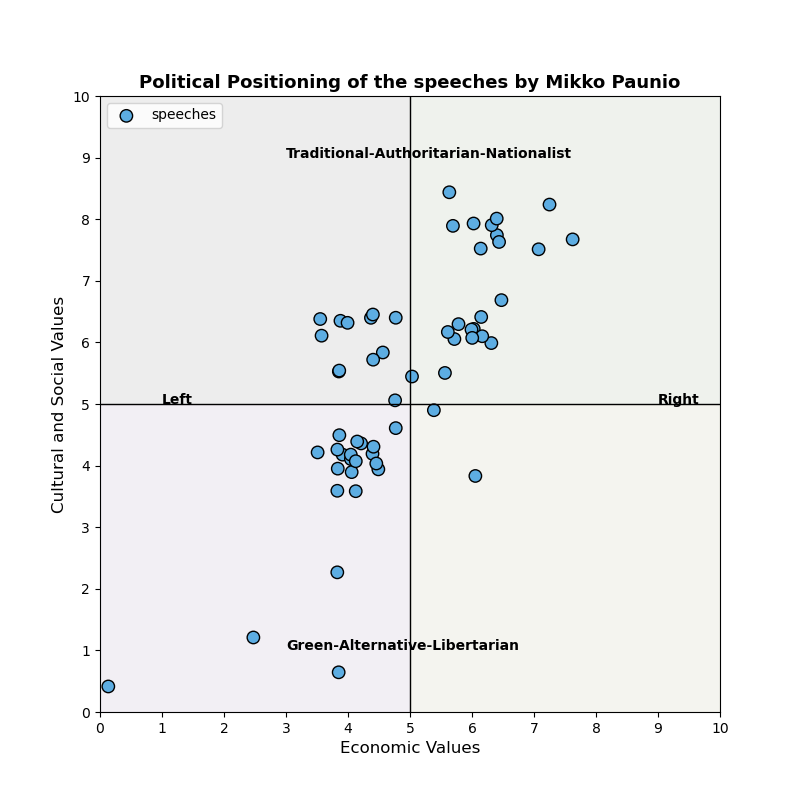 Political Positioning of the speeches by Mikko Paunio
speeches
Traditional-Authoritarian-Nationalist
Left
Right
Green-Alternative-Libertarian
10
9
8
7
6
5
4
3
2
1
0
Cultural and Social Values
0 1 2 3 4 5 6 7 8 9 10
Economic Values